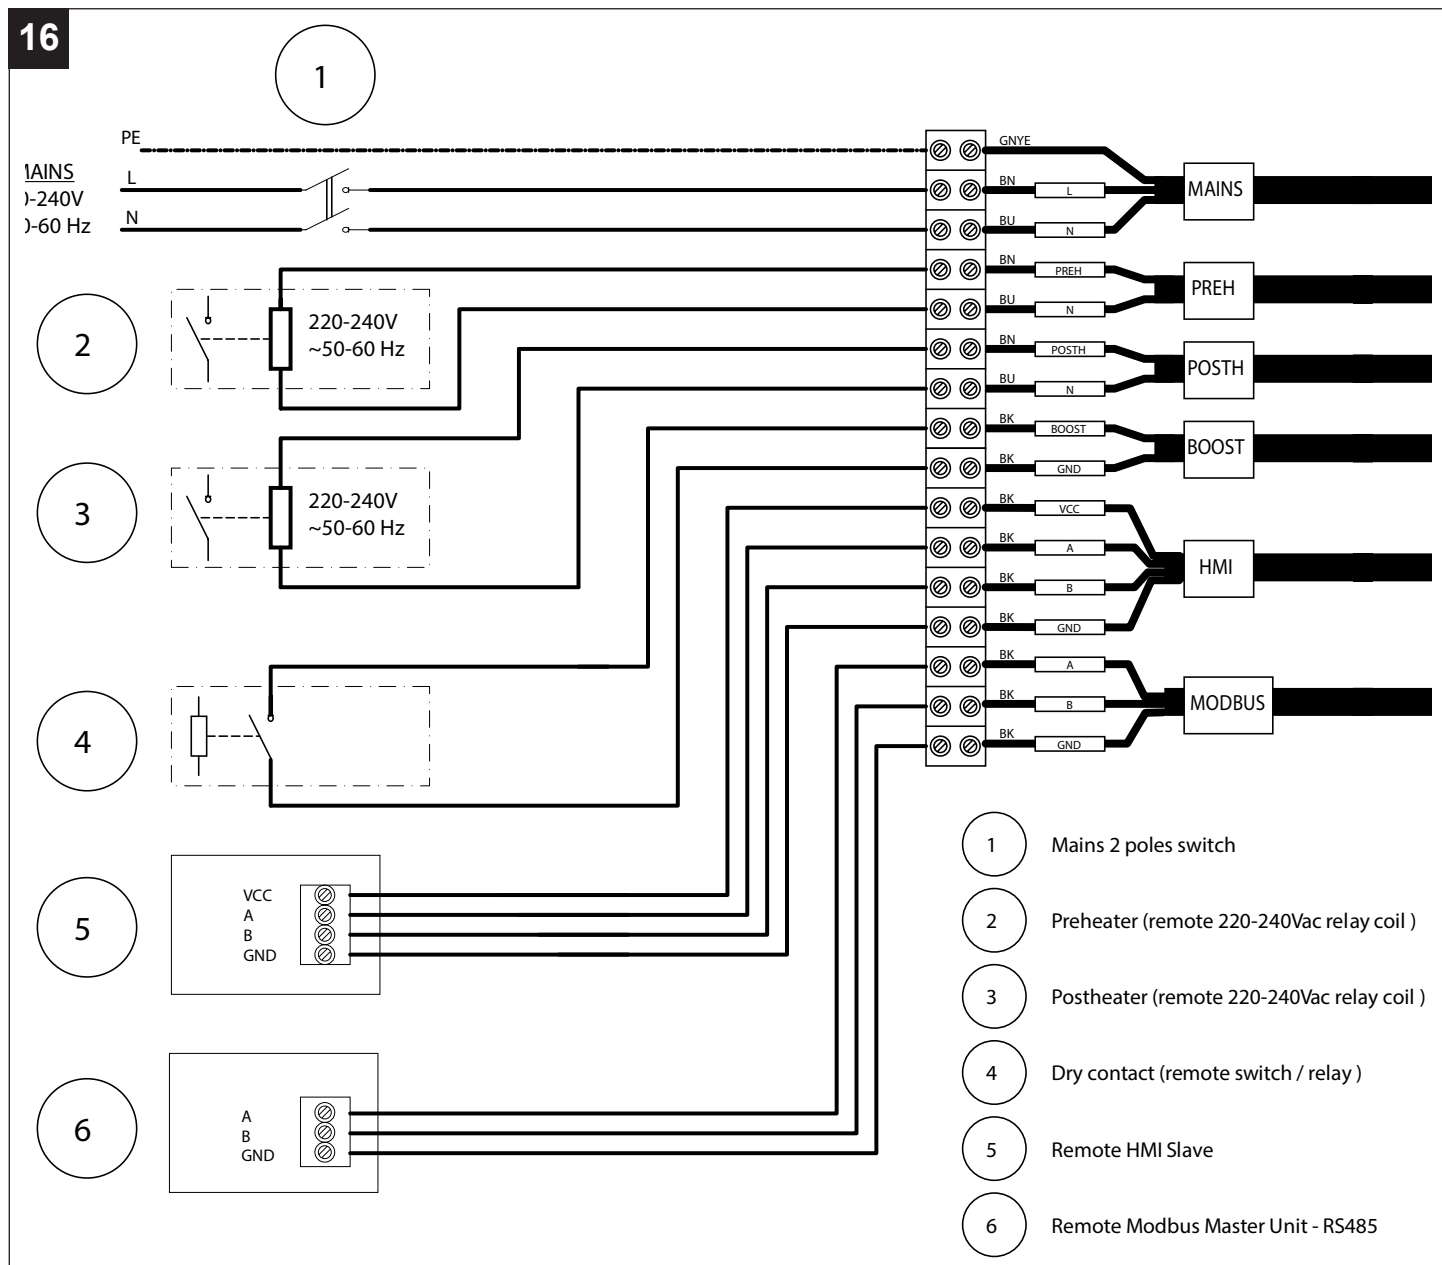 16
1
PE
L
N
0-240V
0-60 Hz
GNYE
BN
L
BU
N
MAINS
BN
PREH
BU
N
PREH
BN
POSTH
BU
N
POSTH
BK
BOOST
BK
GND
BOOST
BK
VCC
BK
A
BK
B
BK
GND
HMI
BK
A
BK
B
BK
GND
MODBUS
2
220-240V
~50-60 Hz
3
220-240V
~50-60 Hz
4
5
VCC
A
B
GND
6
A
B
GND
1 Mains 2 poles switch
2 Preheater (remote 220-240Vac relay coil )
3 Postheater (remote 220-240Vac relay coil )
4 Dry contact (remote switch / relay )
5 Remote HMI Slave
6 Remote Modbus Master Unit - RS485